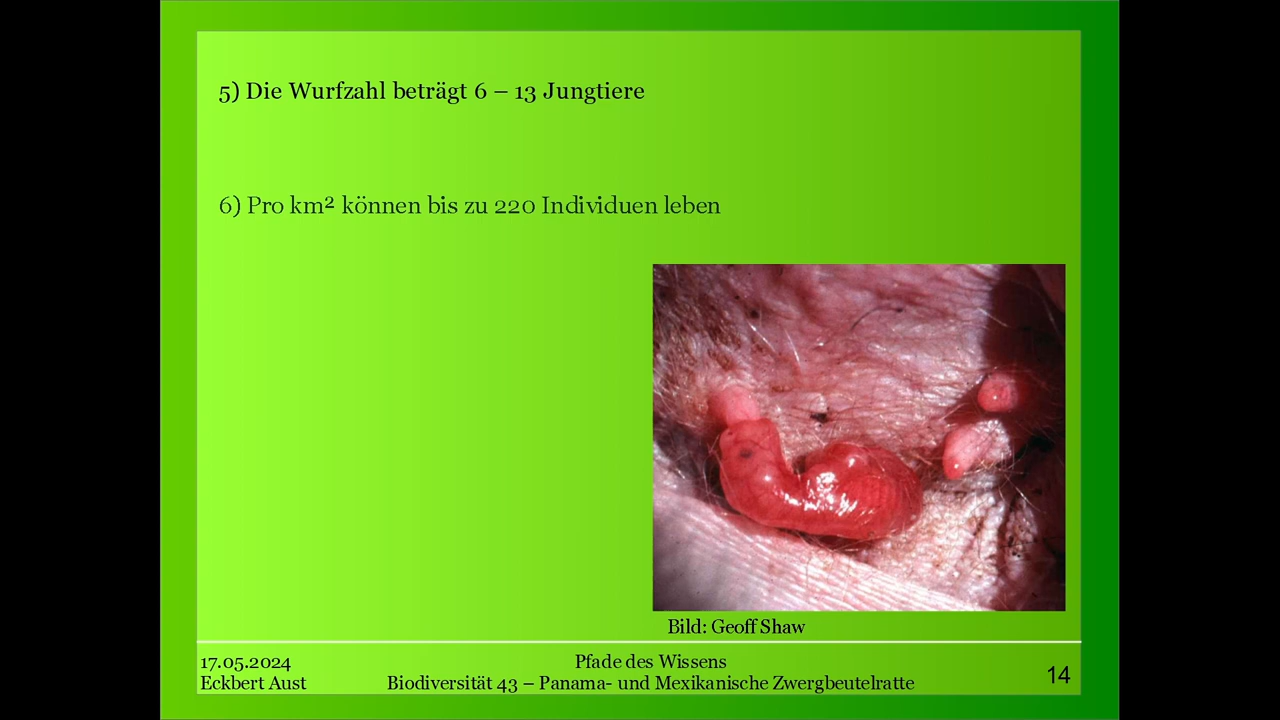 5) Die Wurfzahl beträgt 6 – 13 Jungtiere
6) Pro km² können bis zu 220 Individuen leben
Bild: Geoff Shaw
17.05.2024
Eckbert Aust
Pfade des Wissens
Biodiversität 43 – Panama- und Mexikanische Zwergbeutelratte
14